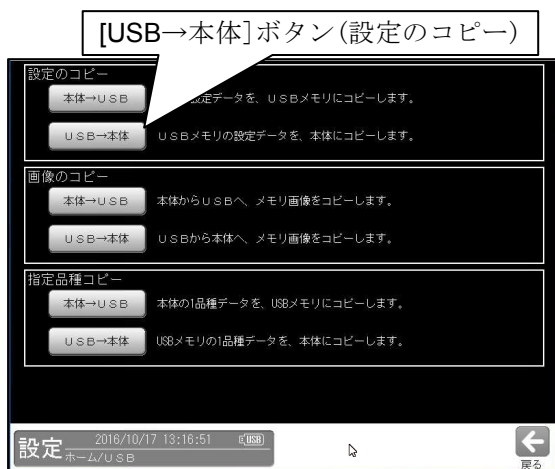 [USB→本体]ボタン(設定のコピー)
設定のコピー
本体→USB 設定データを、USBメモリにコピーします。
USB→本体 USBメモリの設定データを、本体にコピーします。
画像のコピー
本体→USB 本体からUSBへ、メモリ画像をコピーします。
USB→本体 USBから本体へ、メモリ画像をコピーします。
指定品種コピー
本体→USB 本体の1品種データを、USBメモリにコピーします。
USB→本体 USBメモリの1品種データを、本体にコピーします。
設定 2016/10/17 13:16:51 USB
ホーム/USB
戻る